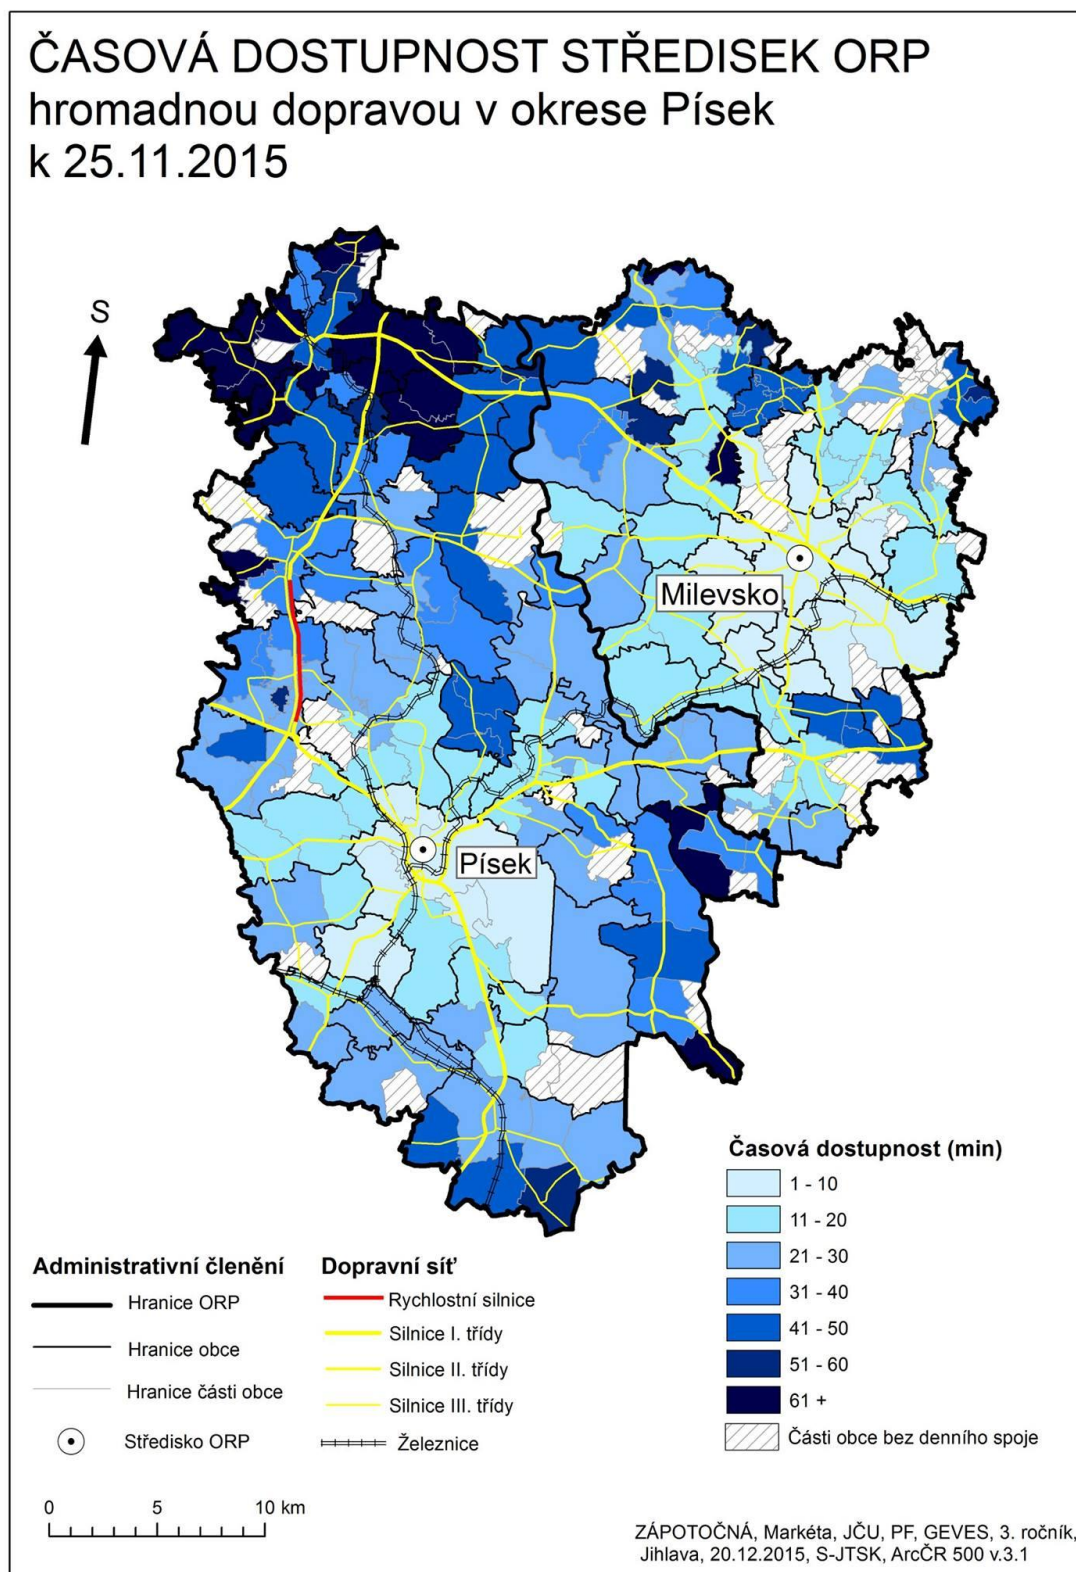 ČASOVÁ DOSTUPNOST STŘEDISEK ORP
hromadnou dopravou v okrese Písek
k 25.11.2015
S
Milevsko
Písek
Časová dostupnost (min)
1 - 10
11 - 20
21 - 30
31 - 40
41 - 50
51 - 60
61 +
Části obce bez denního spoje
Administrativní členění
Hranice ORP
Hranice obce
Hranice části obce
Středisko ORP
Dopravní síť
Rychlostní silnice
Silnice I. třídy
Silnice II. třídy
Silnice III. třídy
Železnice
0 5 10 km
ZÁPOTOČNÁ, Markéta, JČU, PF, GEVES, 3. ročník,
Jihlava, 20.12.2015, S-JTSK, ArcČR 500 v.3.1